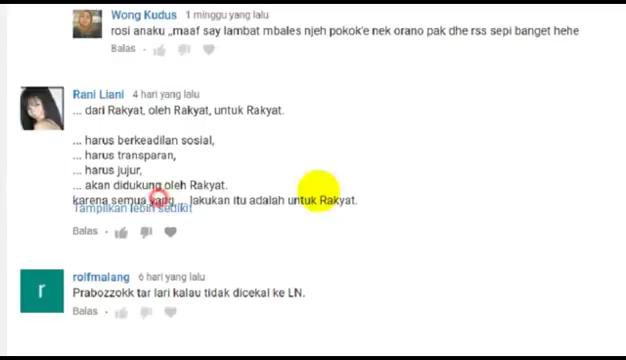 Wong Kudus 1 minggu yang lalu
rosi anaku ,,maaf say lambat mbales njeh pokok'e nek orano pak dhe rss sepi banget hehe
Balas
Rani Liani 4 hari yang lalu
... dari Rakyat, oleh Rakyat, untuk Rakyat.
... harus berkeadilan sosial,
... harus transparan,
... harus jujur,
... akan didukung oleh Rakyat.
karena semua yang ... lakukan itu adalah untuk Rakyat.
Tampilkan lebih sedikit
Balas
r
rolfmalang 6 hari yang lalu
Prabozzokk tar lari kalau tidak dicekal ke LN.
Balas